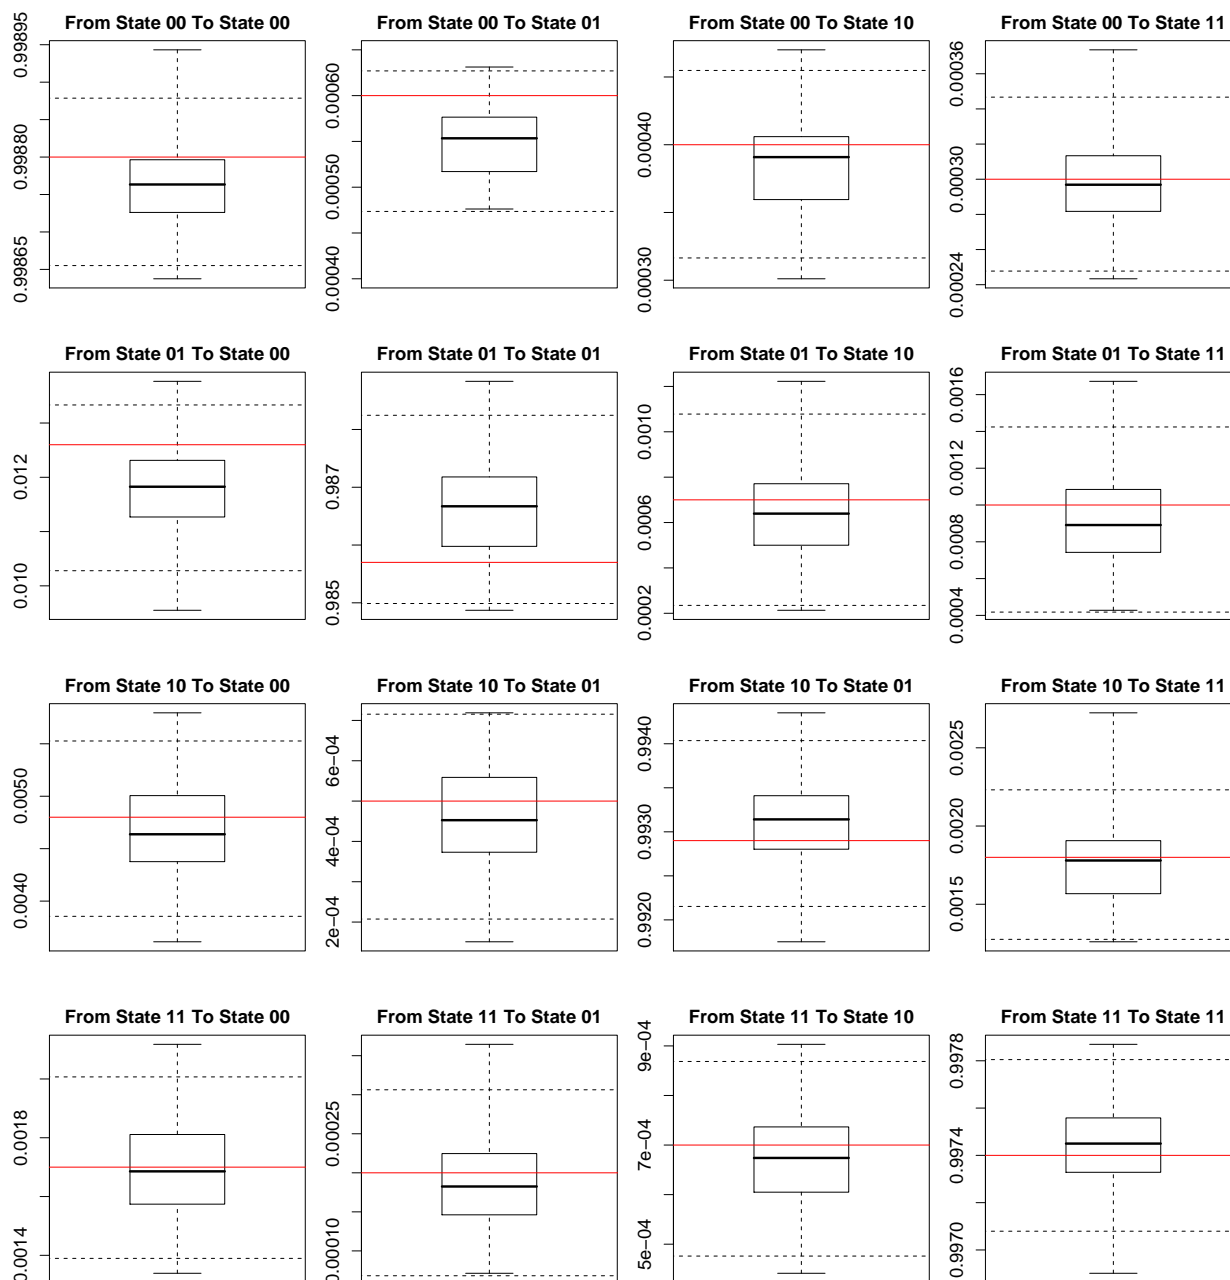 From State 00 To State 00
0.99865
0.99880
0.99895
From State 00 To State 01
0.00040
0.00050
0.00060
From State 00 To State 10
0.00030
0.00040
From State 00 To State 11
0.00024
0.00030
0.00036
From State 01 To State 00
0.010
0.012
From State 01 To State 01
0.985
0.987
From State 01 To State 10
0.0002
0.0006
0.0010
From State 01 To State 11
0.0004
0.0008
0.0012
0.0016
From State 10 To State 00
0.0040
0.0050
From State 10 To State 01
2e−04
4e−04
6e−04
From State 10 To State 01
0.9920
0.9930
0.9940
From State 10 To State 11
0.0015
0.0020
0.0025
From State 11 To State 00
0.0014
0.0018
From State 11 To State 01
0.00010
0.00025
From State 11 To State 10
5e−04
7e−04
9e−04
From State 11 To State 11
0.9970
0.9974
0.9978